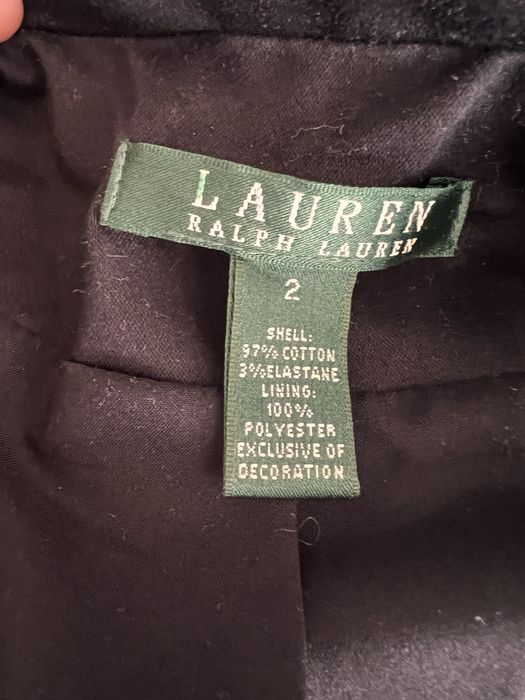 LAUREN
RALPH LAUREN
2
SHELL:
97% COTTON
3% ELASTANE
LINING:
100%
POLYESTER
EXCLUSIVE OF
DECORATION